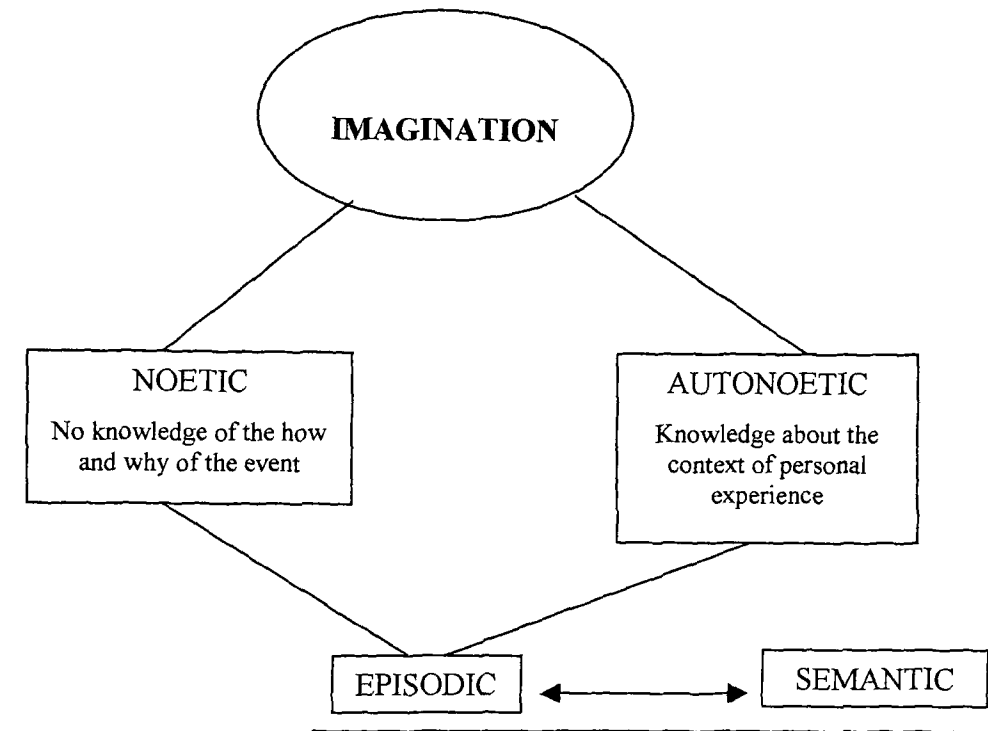 IMAGINATION
NOETIC
No knowledge of the how
and why of the event
AUTONOETIC
Knowledge about the
context of personal
experience
EPISODIC
SEMANTIC